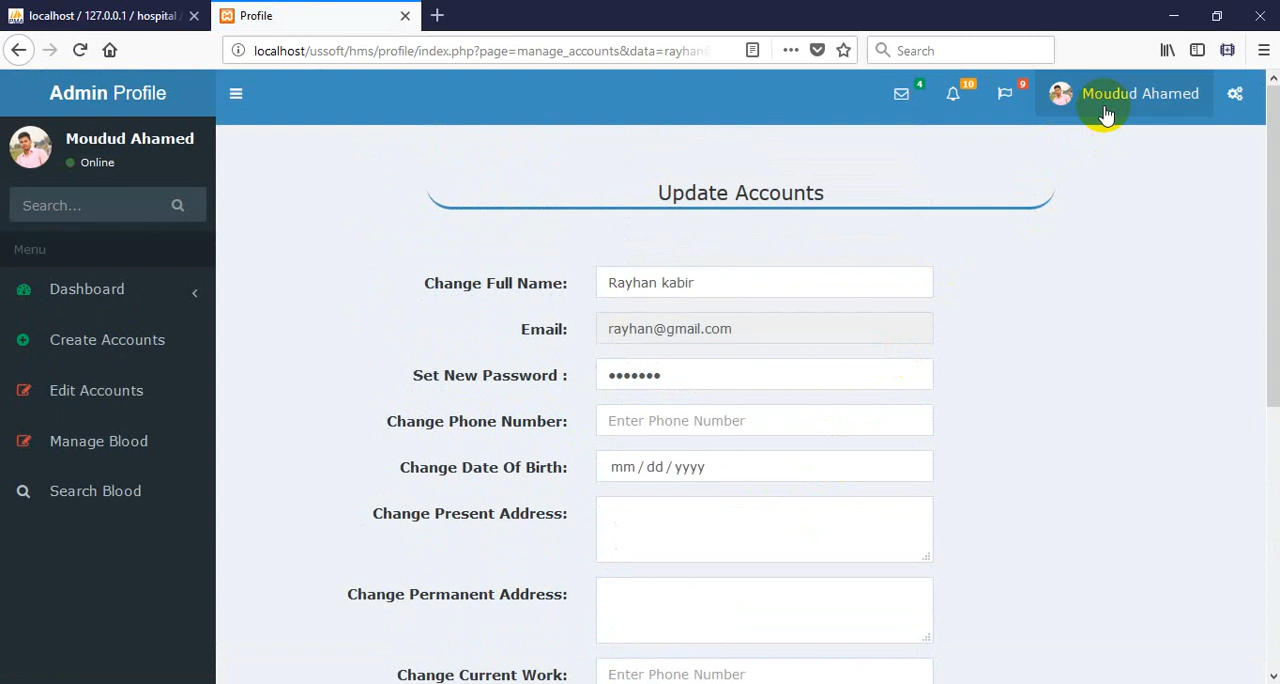 localhost / 127.0.0.1 / hospital
Profile
localhost/ussoft/hms/profile/index.php?page=manage_accounts&data=rayhan
Search
Admin Profile
4
10
9
Moudud Ahamed
Moudud Ahamed
Online
Search...
Menu
Dashboard
Create Accounts
Edit Accounts
Manage Blood
Search Blood
Update Accounts
Change Full Name: Rayhan kabir
Email: rayhan@gmail.com
Set New Password : •••••••
Change Phone Number: Enter Phone Number
Change Date Of Birth: mm / dd / yyyy
Change Present Address:
Change Permanent Address:
Change Current Work: Enter Phone Number